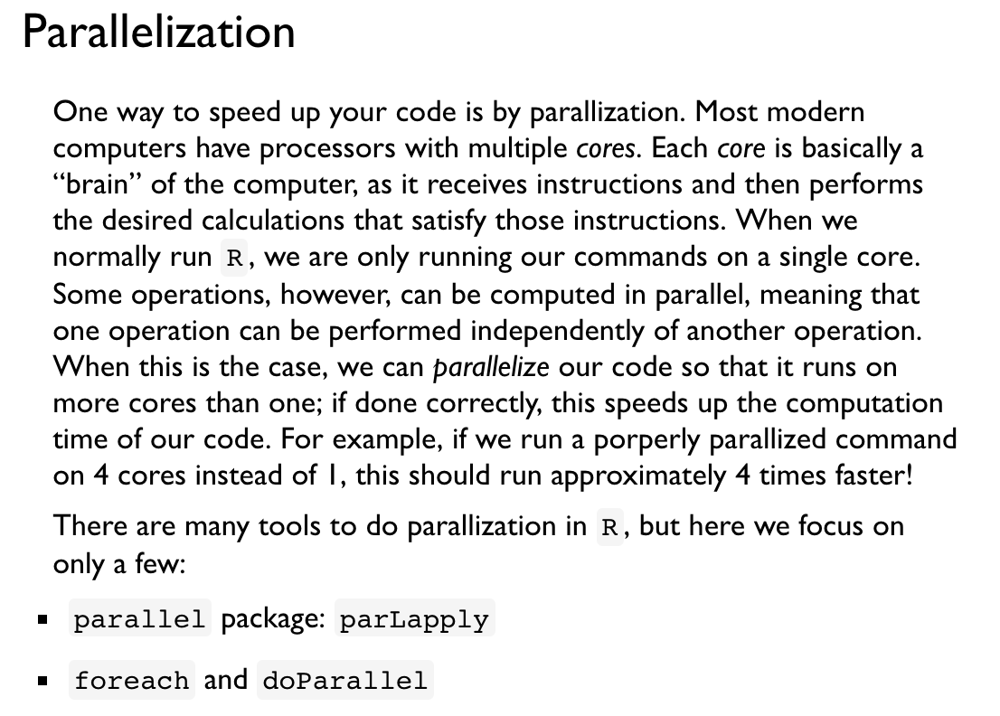 Parallelization
One way to speed up your code is by parallization. Most modern
computers have processors with multiple cores. Each core is basically a
“brain” of the computer, as it receives instructions and then performs
the desired calculations that satisfy those instructions. When we
normally run R, we are only running our commands on a single core.
Some operations, however, can be computed in parallel, meaning that
one operation can be performed independently of another operation.
When this is the case, we can parallelize our code so that it runs on
more cores than one; if done correctly, this speeds up the computation
time of our code. For example, if we run a porperly parallized command
on 4 cores instead of 1, this should run approximately 4 times faster!
There are many tools to do parallization in R, but here we focus on
only a few:
▪ parallel package: parLapply
▪ foreach and doParallel